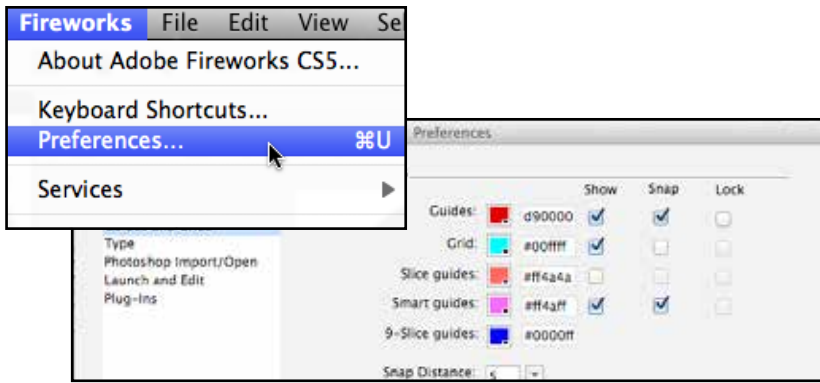 Fireworks File Edit View Se
About Adobe Fireworks CS5...
Keyboard Shortcuts...
Preferences... ⌘U
Services
Preferences
Show Snap Lock
Guides: d90000
Grid: #00ffff
Slice guides: #ff4a4a
Smart guides: #ff4aff
9-Slice guides: #0000ff
Snap Distance: 5
Type
Photoshop Import/Open
Launch and Edit
Plug-Ins